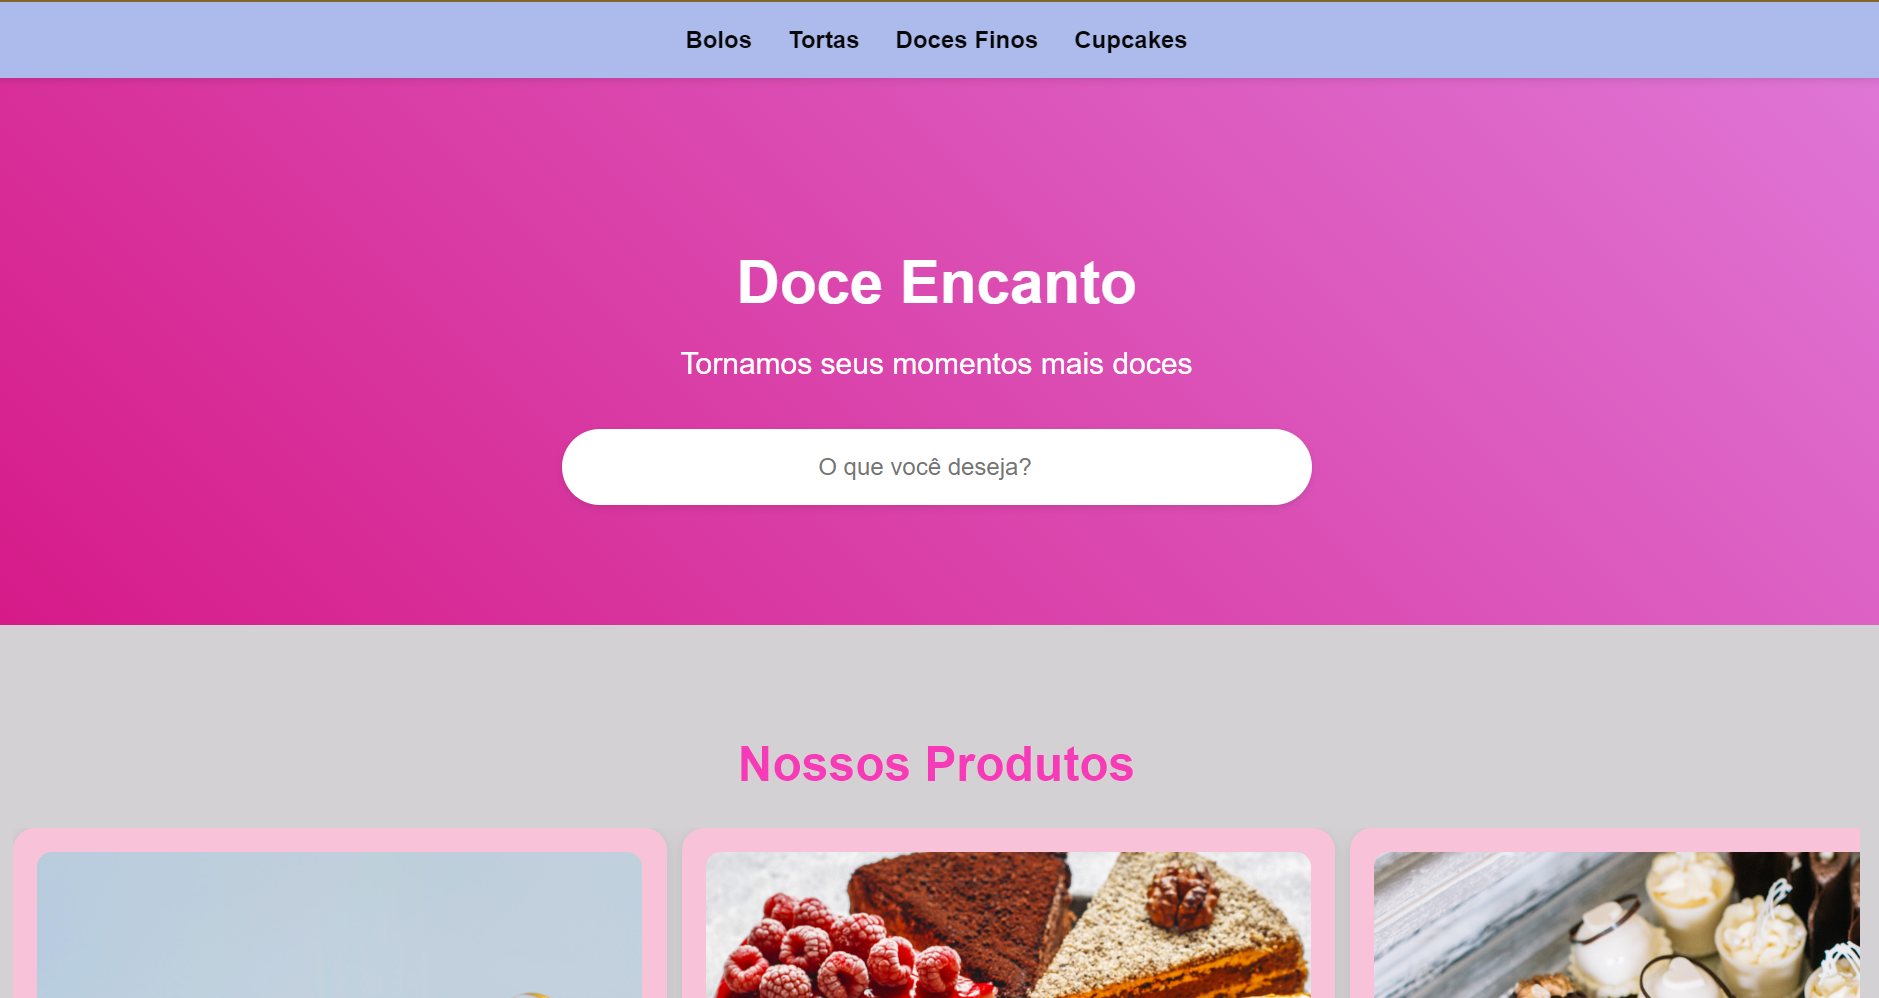 Bolos Tortas Doces Finos Cupcakes
Doce Encanto
Tornamos seus momentos mais doces
O que você deseja?
Nossos Produtos